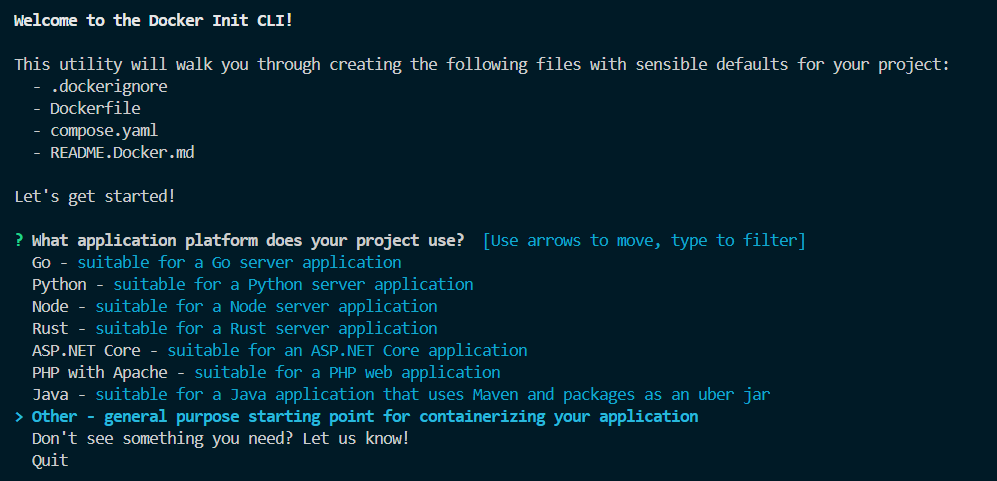 Welcome to the Docker Init CLI!
This utility will walk you through creating the following files with sensible defaults for your project:
- .dockerignore
- Dockerfile
- compose.yaml
- README.Docker.md
Let's get started!
? What application platform does your project use? [Use arrows to move, type to filter]
Go - suitable for a Go server application
Python - suitable for a Python server application
Node - suitable for a Node server application
Rust - suitable for a Rust server application
ASP.NET Core - suitable for an ASP.NET Core application
PHP with Apache - suitable for a PHP web application
Java - suitable for a Java application that uses Maven and packages as an uber jar
> Other - general purpose starting point for containerizing your application
Don't see something you need? Let us know!
Quit